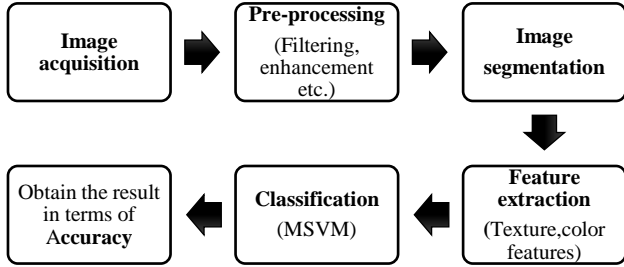 Image
acquisition
Pre-processing
(Filtering,
enhancement
etc.)
Image
segmentation
Feature
extraction
(Texture,color
features)
Classification
(MSVM)
Obtain the result
in terms of
Accuracy